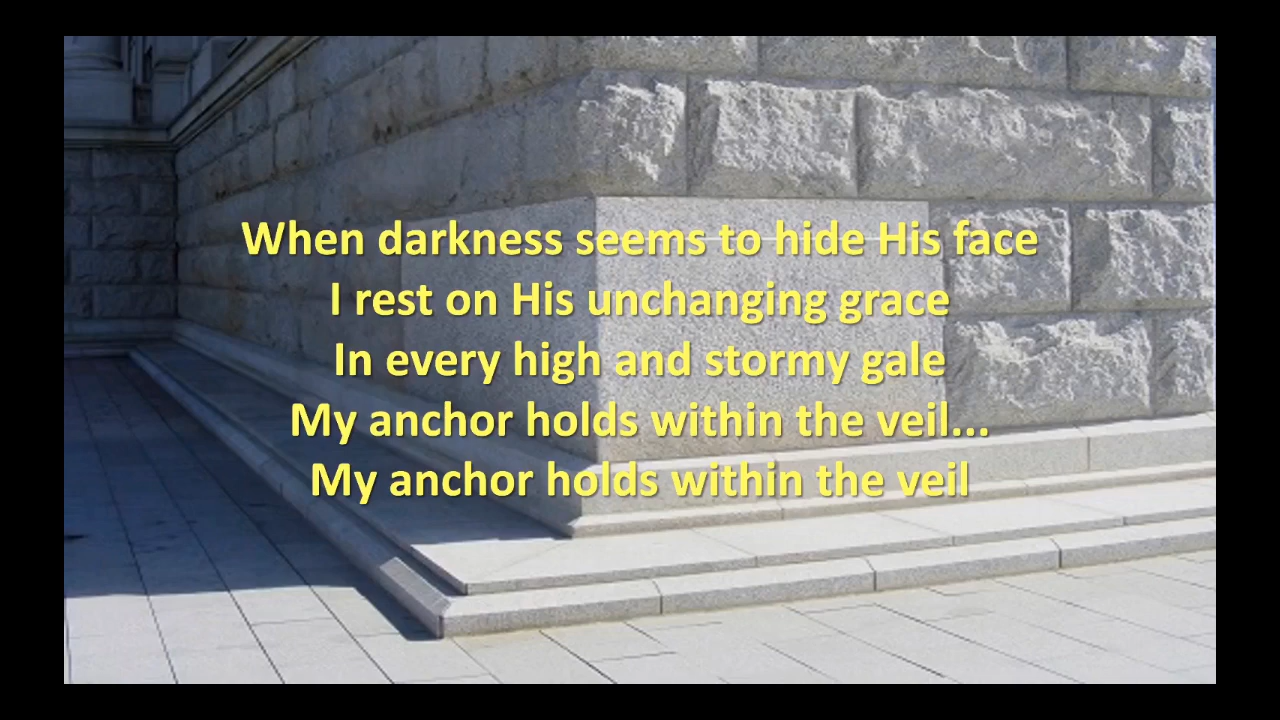 When darkness seems to hide His face
I rest on His unchanging grace
In every high and stormy gale
My anchor holds within the veil...
My anchor holds within the veil